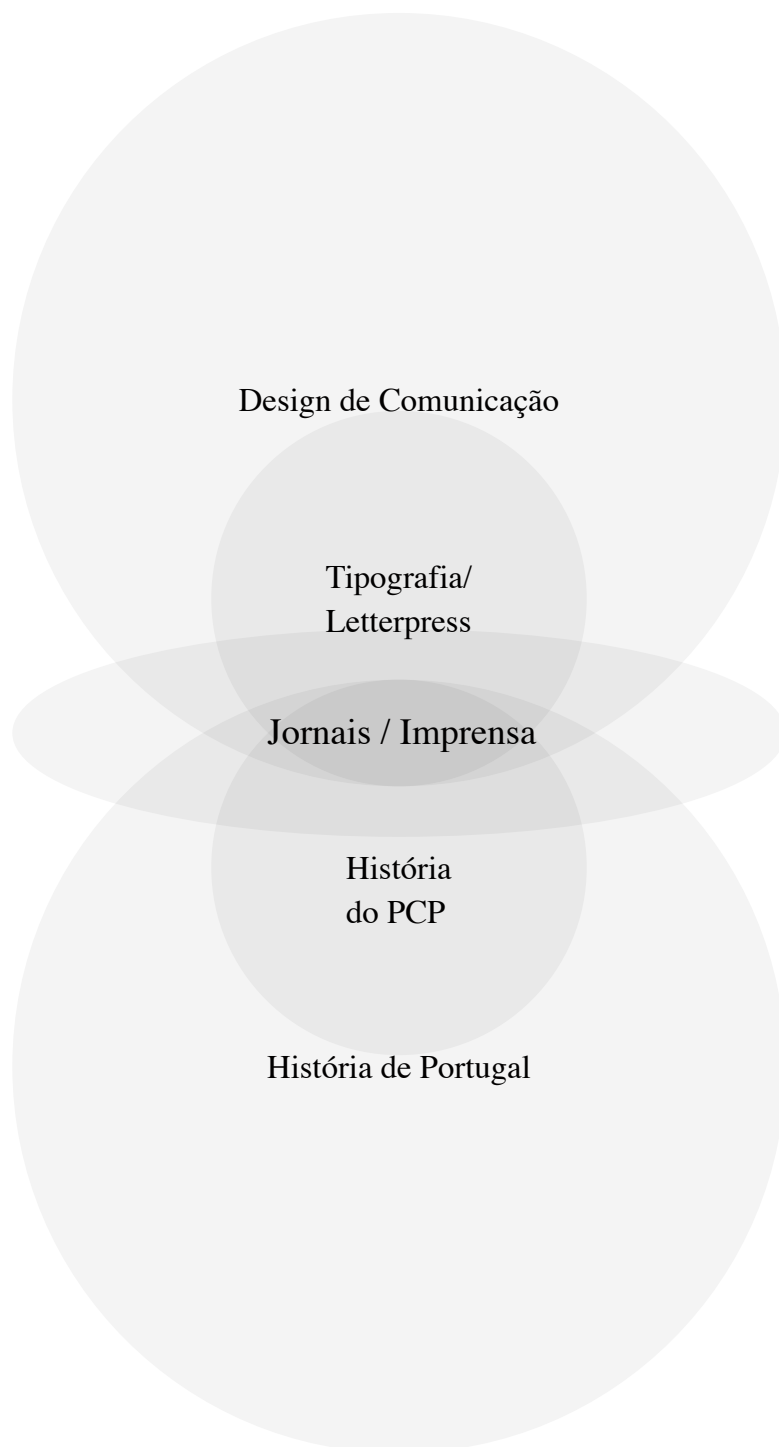 Design de Comunicação
Tipografia/
Letterpress
Jornais / Imprensa
História
do PCP
História de Portugal